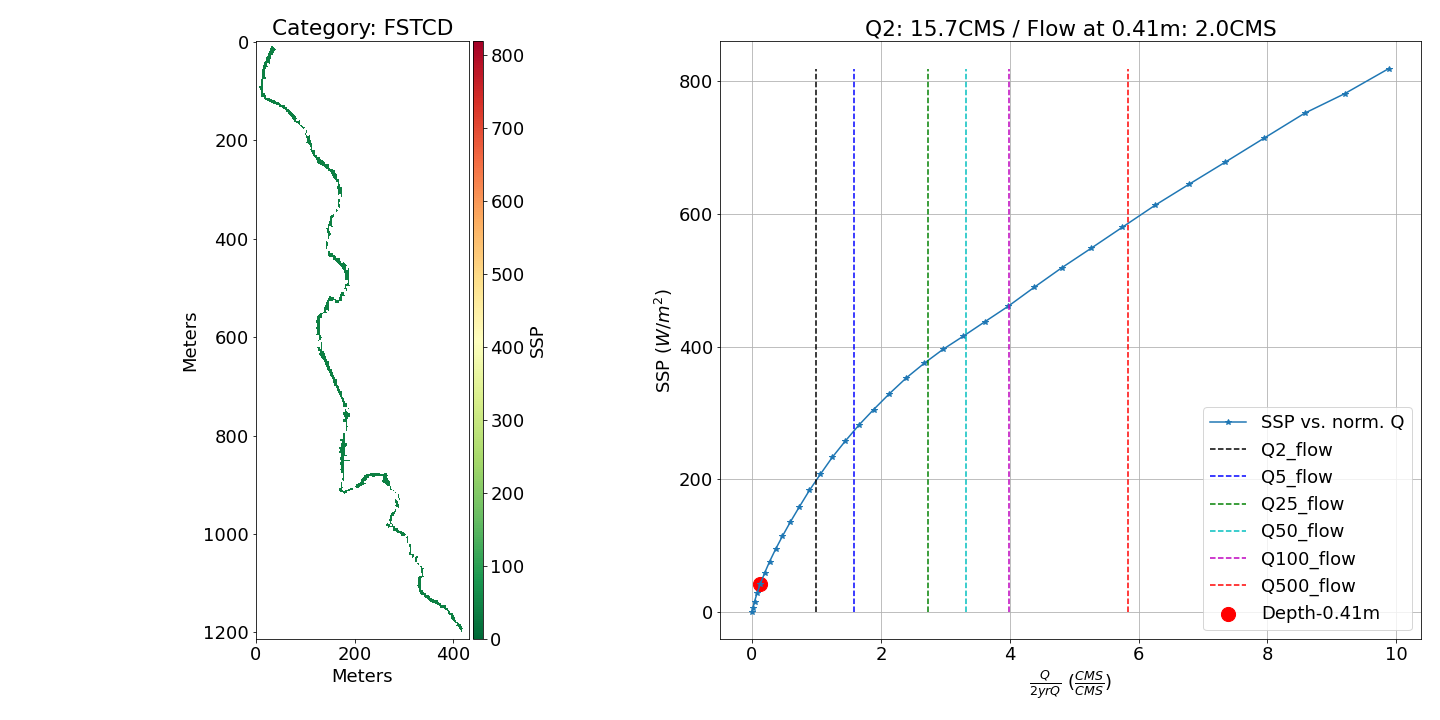 Category: FSTCD
0
200
400
600
800
1000
1200
Meters
0
200
400
Meters
800
700
600
500
400
300
200
100
0
SSP
Q2: 15.7CMS / Flow at 0.41m: 2.0CMS
800
600
400
200
0
SSP (W/m²)
0
2
4
6
8
10
Q/2yrQ (CMS/CMS)
SSP vs. norm. Q
Q2_flow
Q5_flow
Q25_flow
Q50_flow
Q100_flow
Q500_flow
Depth-0.41m